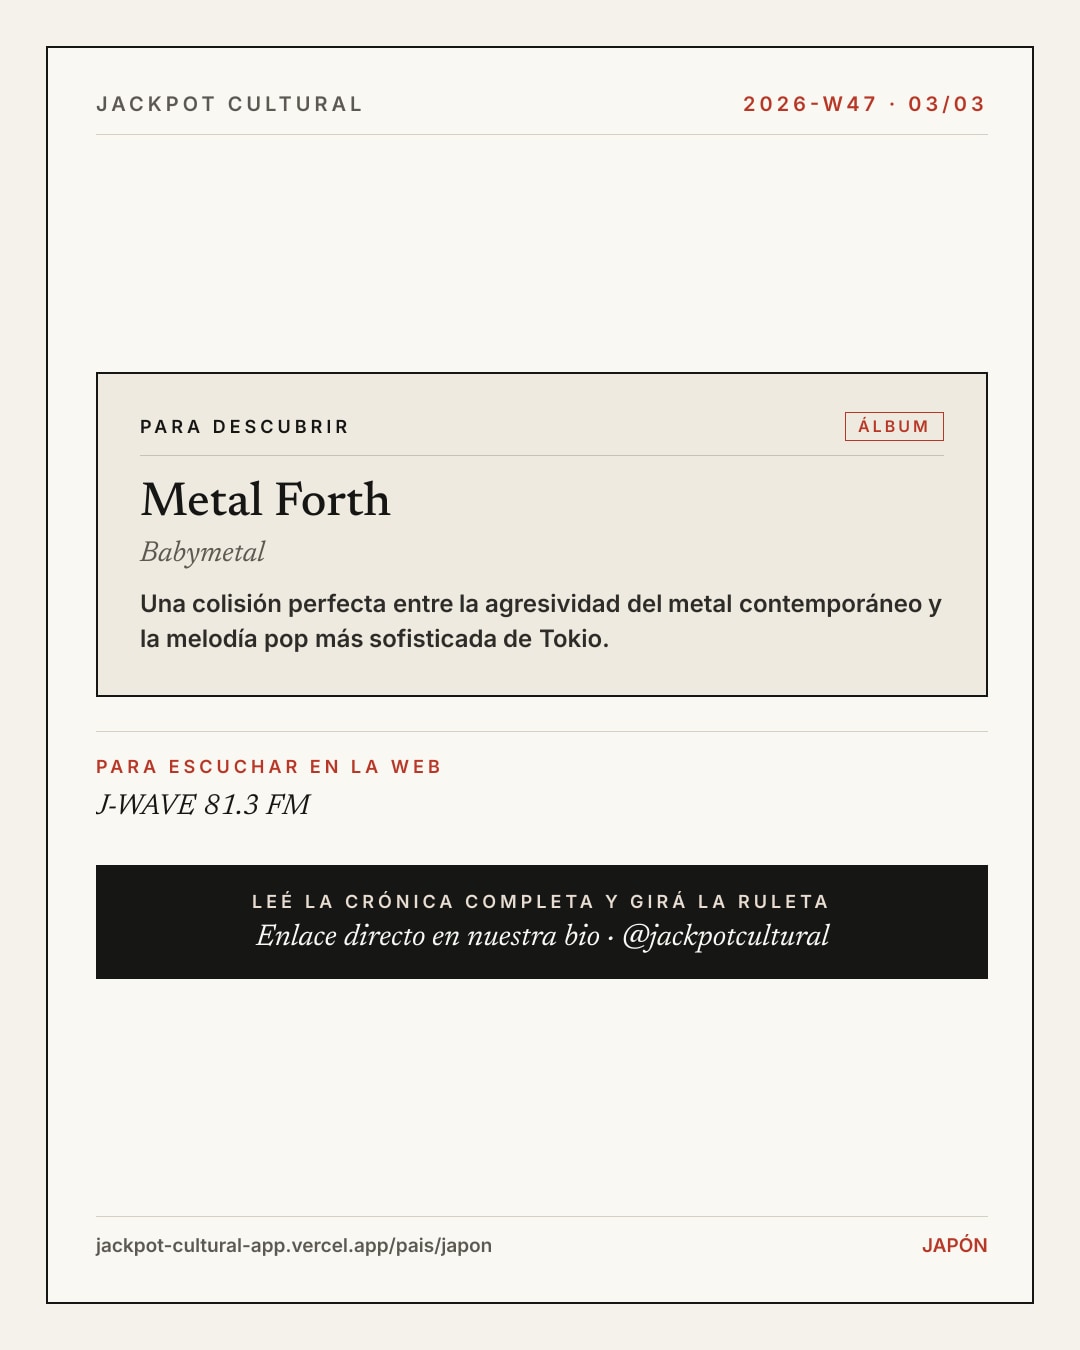 JACKPOT CULTURAL
2026-W47 · 03/03
PARA DESCUBRIR
ÁLBUM
Metal Forth
Babymetal
Una colisión perfecta entre la agresividad del metal contemporáneo y
la melodía pop más sofisticada de Tokio.
PARA ESCUCHAR EN LA WEB
J-WAVE 81.3 FM
LEÉ LA CRÓNICA COMPLETA Y GIRÁ LA RULETA
Enlace directo en nuestra bio · @jackpotcultural
jackpot-cultural-app.vercel.app/pais/japon
JAPÓN